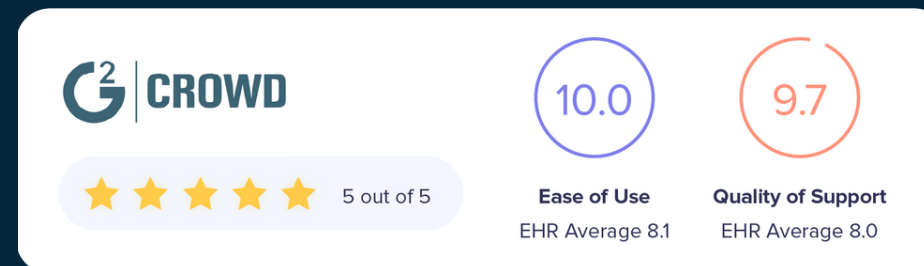 G2 | CROWD
5 out of 5
10.0
Ease of Use
EHR Average 8.1
9.7
Quality of Support
EHR Average 8.0